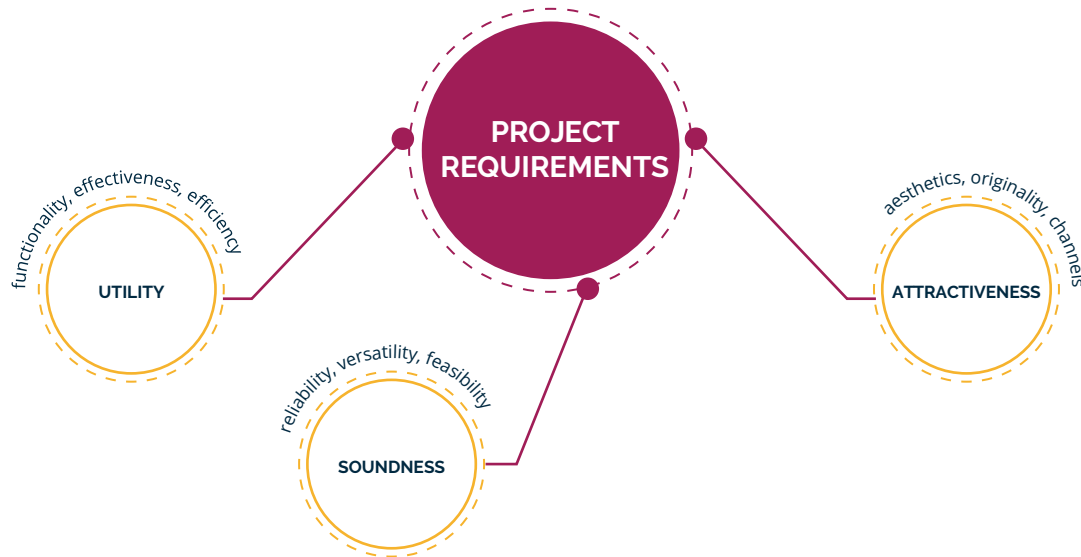 PROJECT
REQUIREMENTS
functionality, effectiveness, efficiency
UTILITY
reliability, versatility, feasibility
SOUNDNESS
aesthetics, originality, channels
ATTRACTIVENESS